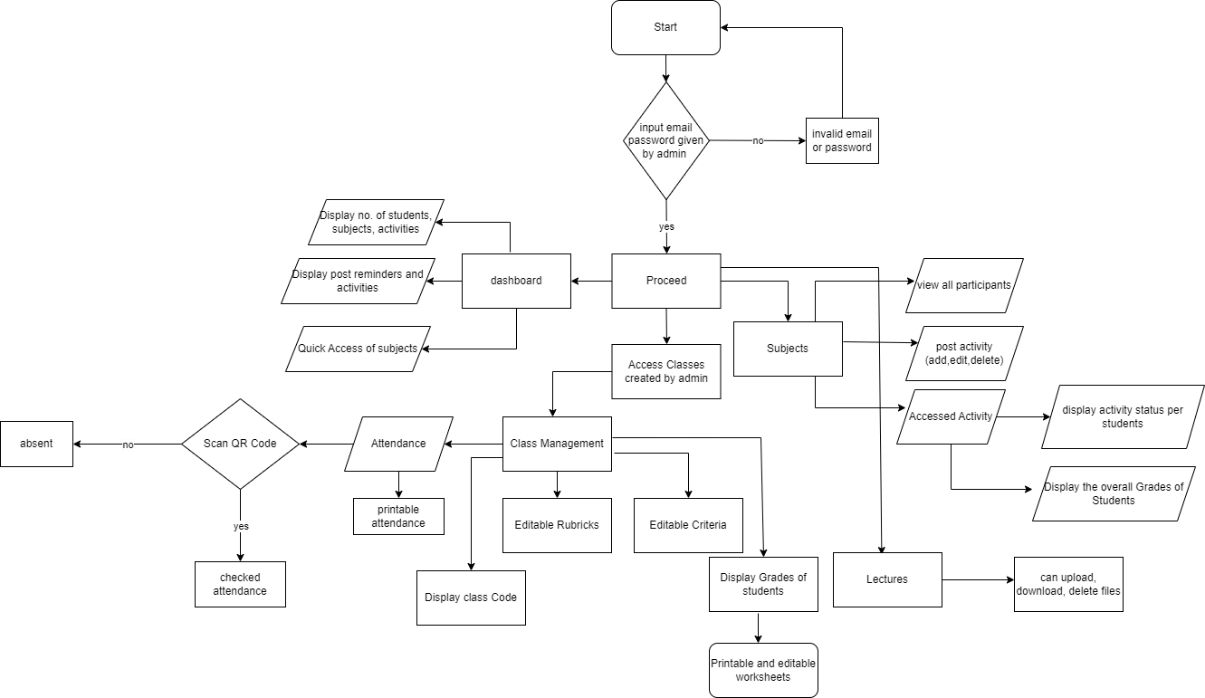 Start
input email
password given
by admin
no
invalid email
or password
yes
Display no. of students,
subjects, activities
Display post reminders and
activities
dashboard
Proceed
view all participants
Quick Access of subjects
Subjects
post activity
(add,edit,delete)
Access Classes
created by admin
Accessed Activity
display activity status per
students
absent
no
Scan QR Code
Attendance
Class Management
Display the overall Grades of
Students
printable
attendance
Editable Rubricks
Editable Criteria
yes
checked
attendance
Display class Code
Display Grades of
students
Lectures
can upload,
download, delete files
Printable and editable
worksheets